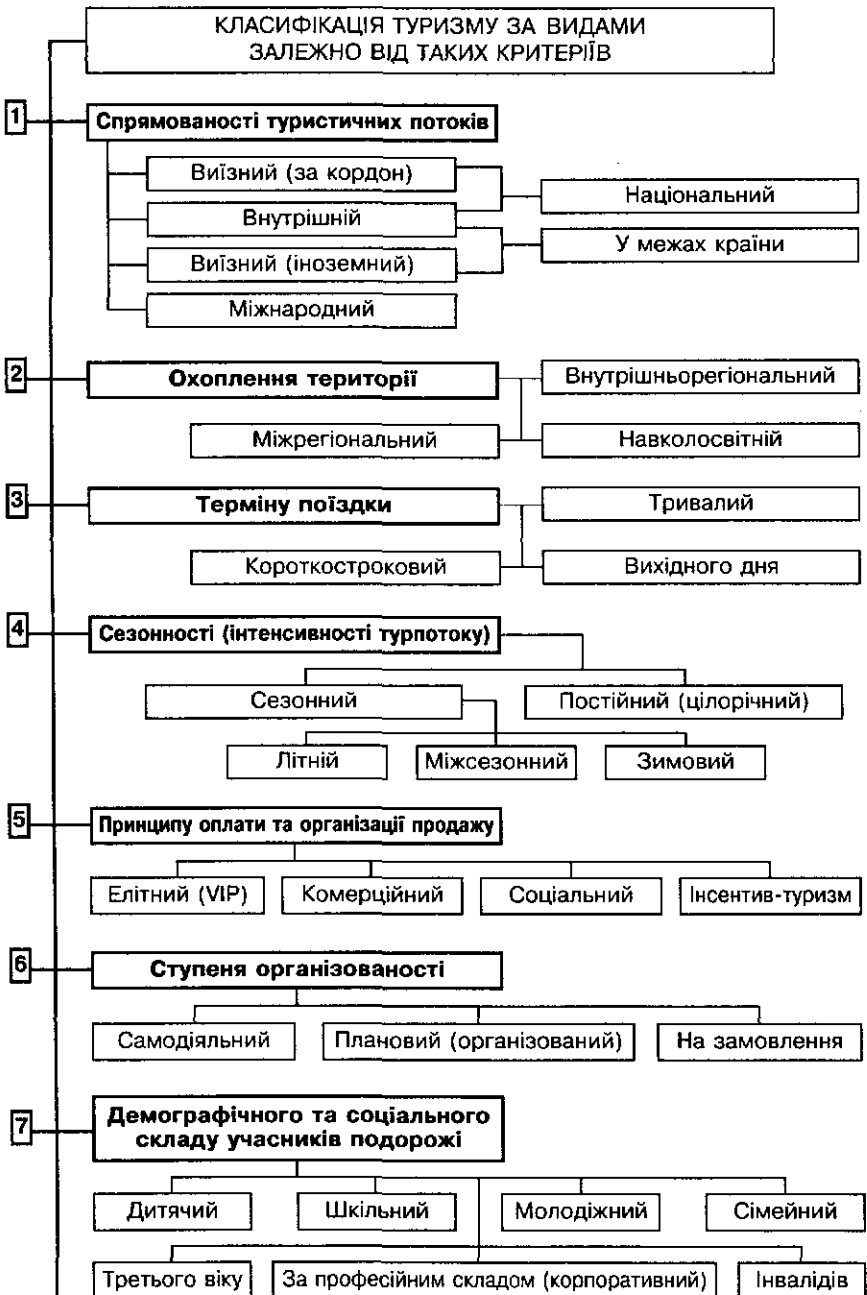 КЛАСИФІКАЦІЯ ТУРИЗМУ ЗА ВИДАМИ
ЗАЛЕЖНО ВІД ТАКИХ КРИТЕРІЇВ
1
Спрямованості туристичних потоків
Виїзний (за кордон)
Національний
Внутрішній
У межах країни
Виїзний (іноземний)
Міжнародний
2
Охоплення території
Внутрішньорегіональний
Міжрегіональний
Навколосвітній
3
Терміну поїздки
Тривалий
Короткостроковий
Вихідного дня
4
Сезонності (інтенсивності турпотоку)
Сезонний
Постійний (цілорічний)
Літній
Міжсезонний
Зимовий
5
Принципу оплати та організації продажу
Елітний (VIP)
Комерційний
Соціальний
Інсентив-туризм
6
Ступеня організованості
Самодіяльний
Плановий (організований)
На замовлення
7
Демографічного та соціального
складу учасників подорожі
Дитячий
Шкільний
Молодіжний
Сімейний
Третього віку
За професійним складом (корпоративний)
Інвалідів